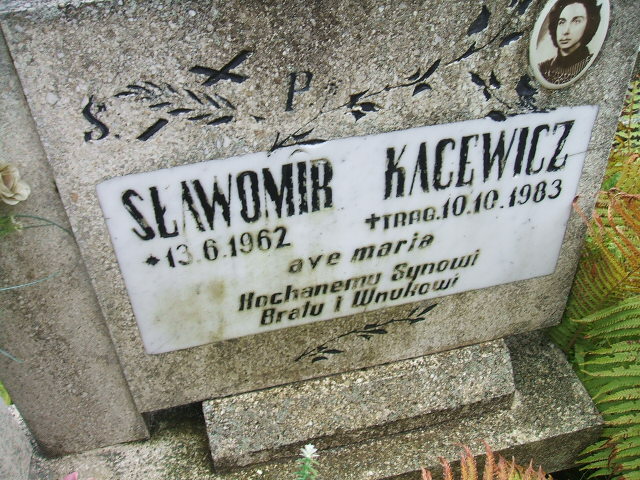 Ś. P.
SŁAWOMIR KACEWICZ
*13.6.1962 +TRAG.10.10.1983
ave maria
Kochanemu Synowi
Bratu i Wnukowi